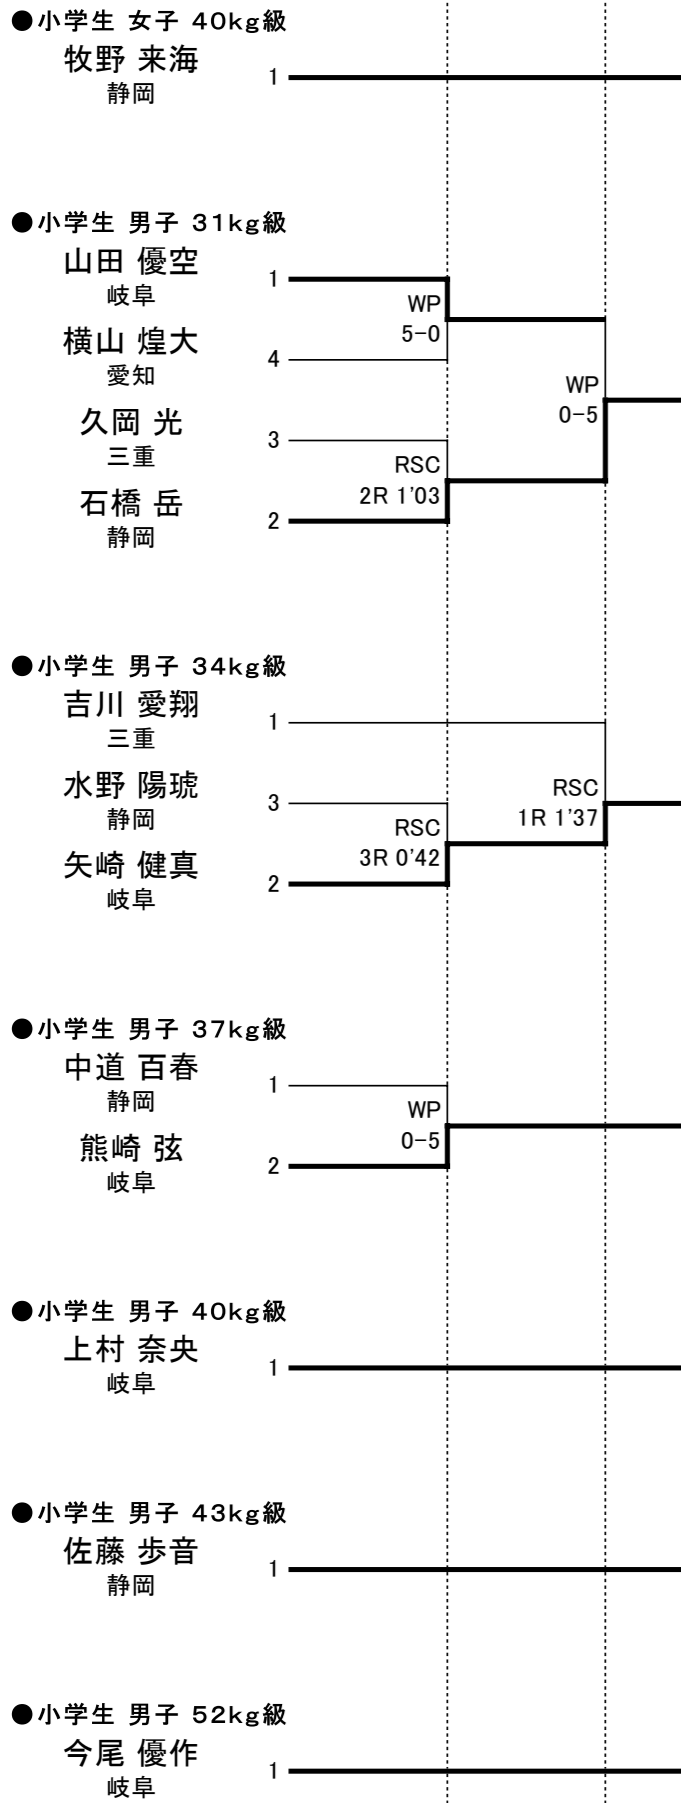 ●小学生 女子 40kg級
牧野 来海
1
静岡
●小学生 男子 31kg級
山田 優空
1
岐阜
WP
5-0
横山 煌大
4
愛知
WP
0-5
久岡 光
3
三重
RSC
2R 1'03
石橋 岳
2
静岡
●小学生 男子 34kg級
吉川 愛翔
1
三重
水野 陽琥
3
静岡
RSC
1R 1'37
RSC
3R 0'42
矢崎 健真
2
岐阜
●小学生 男子 37kg級
中道 百春
1
静岡
WP
0-5
熊崎 弦
2
岐阜
●小学生 男子 40kg級
上村 奈央
1
岐阜
●小学生 男子 43kg級
佐藤 歩音
1
静岡
●小学生 男子 52kg級
今尾 優作
1
岐阜